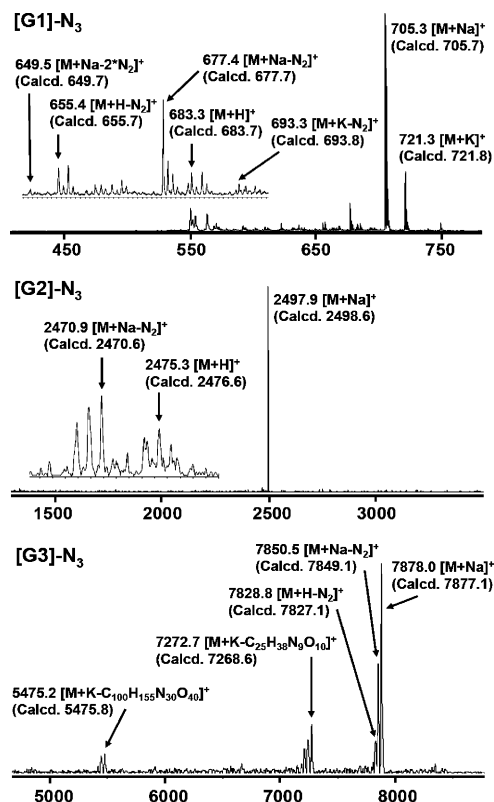 [G1]-N3
705.3 [M+Na]+
(Calcd. 705.7)
649.5 [M+Na-2*N2]+
(Calcd. 649.7)
677.4 [M+Na-N2]+
(Calcd. 677.7)
655.4 [M+H-N2]+
(Calcd. 655.7)
683.3 [M+H]+
(Calcd. 683.7)
693.3 [M+K-N2]+
(Calcd. 693.8)
721.3 [M+K]+
(Calcd. 721.8)
450 550 650 750
[G2]-N3
2497.9 [M+Na]+
(Calcd. 2498.6)
2470.9 [M+Na-N2]+
(Calcd. 2470.6)
2475.3 [M+H]+
(Calcd. 2476.6)
1500 2000 2500 3000
[G3]-N3
7850.5 [M+Na-N2]+
(Calcd. 7849.1)
7878.0 [M+Na]+
(Calcd. 7877.1)
7828.8 [M+H-N2]+
(Calcd. 7827.1)
7272.7 [M+K-C25H38N9O10]+
(Calcd. 7268.6)
5475.2 [M+K-C100H155N30O40]+
(Calcd. 5475.8)
5000 6000 7000 8000